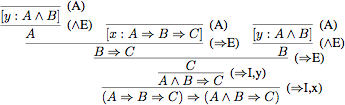 [y : A ∧ B] (A)
A (∧E) [x : A ⇒ B ⇒ C] (A) [y : A ∧ B] (A)
B ⇒ C (⇒E) B (∧E)
C (⇒E)
A ∧ B ⇒ C (⇒I,y)
(A ⇒ B ⇒ C) ⇒ (A ∧ B ⇒ C) (⇒I,x)